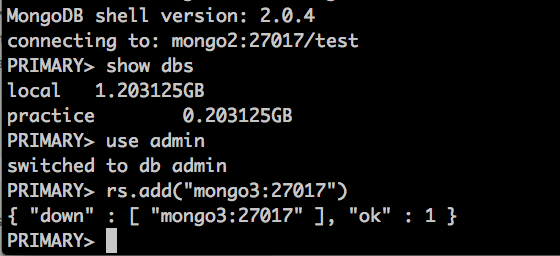 MongoDB shell version: 2.0.4
connecting to: mongo2:27017/test
PRIMARY> show dbs
local   1.203125GB
practice        0.203125GB
PRIMARY> use admin
switched to db admin
PRIMARY> rs.add("mongo3:27017")
{ "down" : [ "mongo3:27017" ], "ok" : 1 }
PRIMARY>